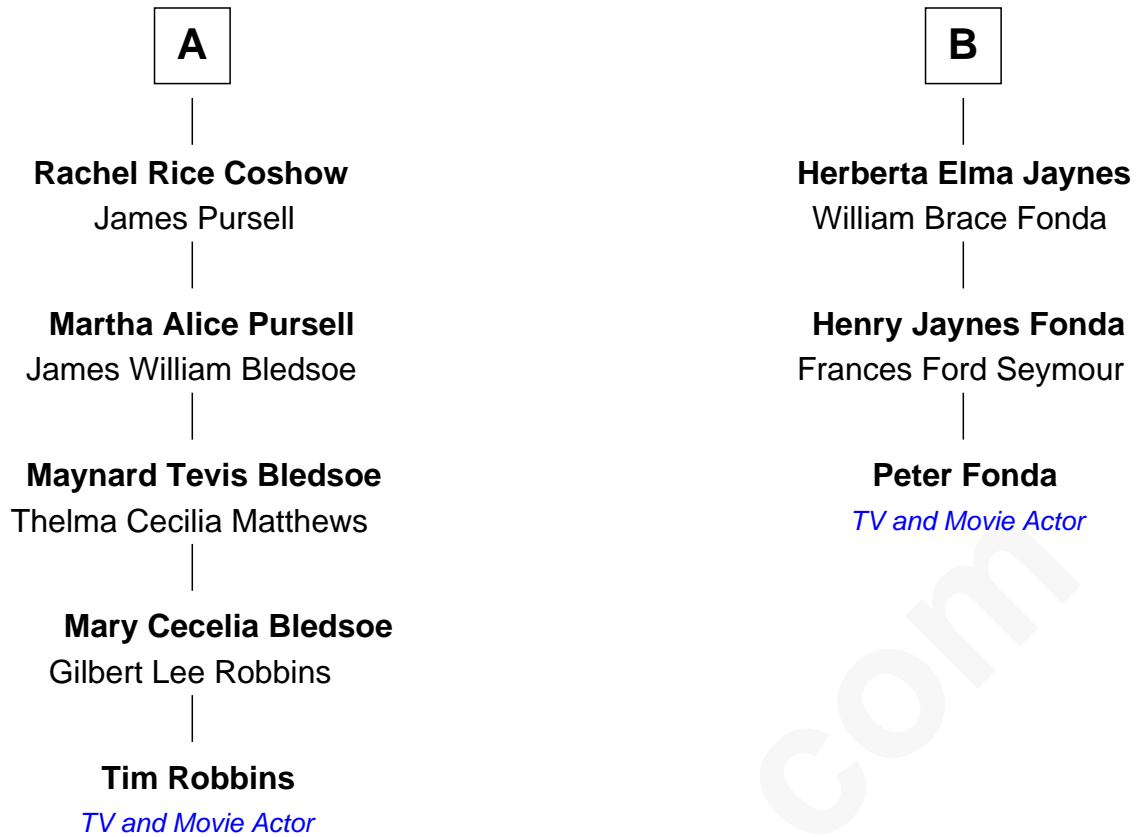 A
Rachel Rice Coshow
James Pursell
Martha Alice Pursell
James William Bledsoe
Maynard Tevis Bledsoe
Thelma Cecilia Matthews
Mary Cecelia Bledsoe
Gilbert Lee Robbins
Tim Robbins
TV and Movie Actor
B
Herberta Elma Jaynes
William Brace Fonda
Henry Jaynes Fonda
Frances Ford Seymour
Peter Fonda
TV and Movie Actor
com